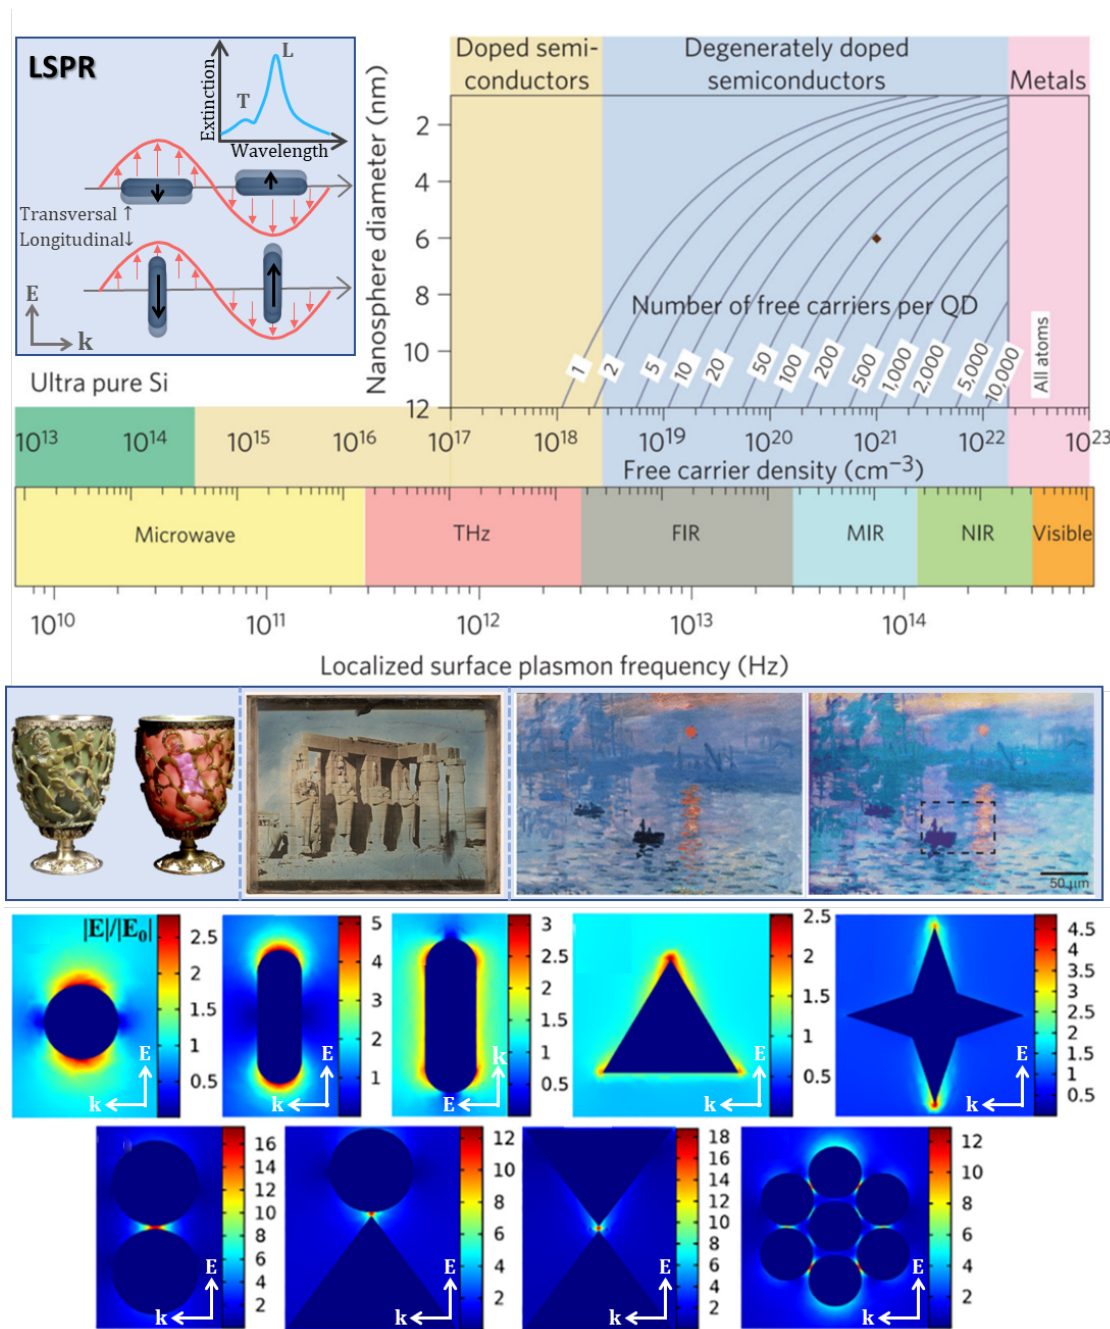 LSPR
Extinction
T
L
Wavelength
Transversal ↑
Longitudinal↓
E
k
Doped semi-
conductors
Degenerately doped
semiconductors
Metals
Nanosphere diameter (nm)
2
4
6
8
10
12
Number of free carriers per QD
1 2 5 10 20 50 100 200 500 1,000 2,000 5,000 10,000
All atoms
Ultra pure Si
10¹³ 10¹⁴ 10¹⁵ 10¹⁶ 10¹⁷ 10¹⁸ 10¹⁹ 10²⁰ 10²¹ 10²² 10²³
Free carrier density (cm⁻³)
Microwave THz FIR MIR NIR Visible
10¹⁰ 10¹¹ 10¹² 10¹³ 10¹⁴
Localized surface plasmon frequency (Hz)
50 µm
|E|/|E₀|
2.5
2
1.5
1
0.5
E
k
5
4
3
2
1
E
k
3
2.5
2
1.5
1
0.5
k
E
2.5
2
1.5
1
0.5
E
k
4.5
4
3.5
3
2.5
2
1.5
1
0.5
E
k
16
14
12
10
8
6
4
2
E
k
12
10
8
6
4
2
E
k
18
16
14
12
10
8
6
4
2
E
k
12
10
8
6
4
2
E
k